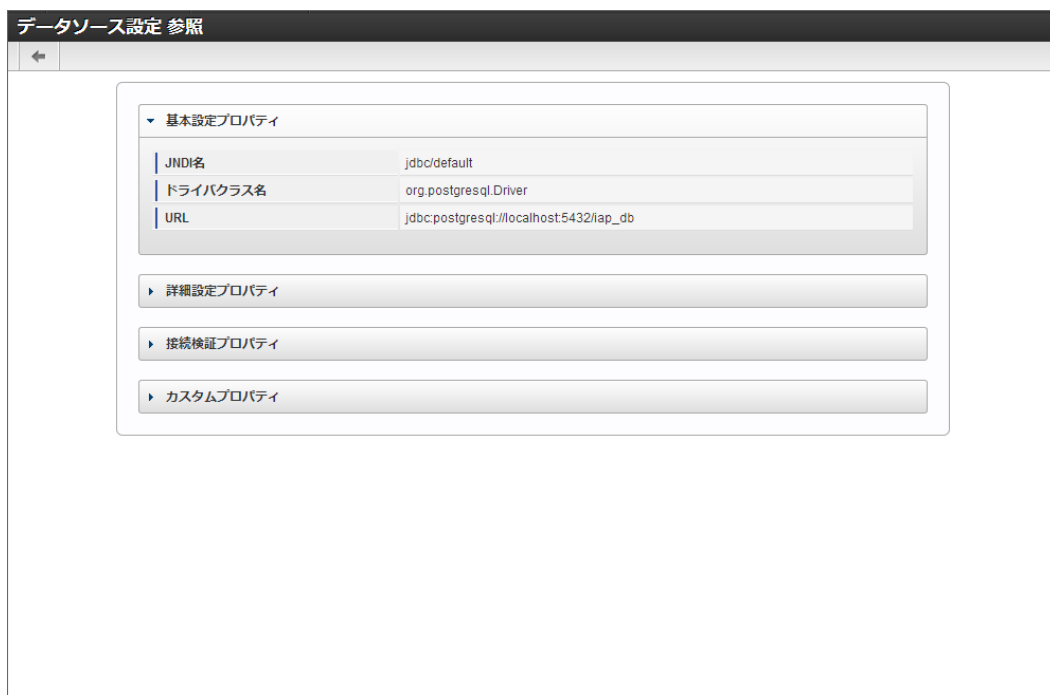 データソース設定 参照
基本設定プロパティ
JNDI名 jdbc/default
ドライバクラス名 org.postgresql.Driver
URL jdbc:postgresql://localhost:5432/iap_db
詳細設定プロパティ
接続検証プロパティ
カスタムプロパティ